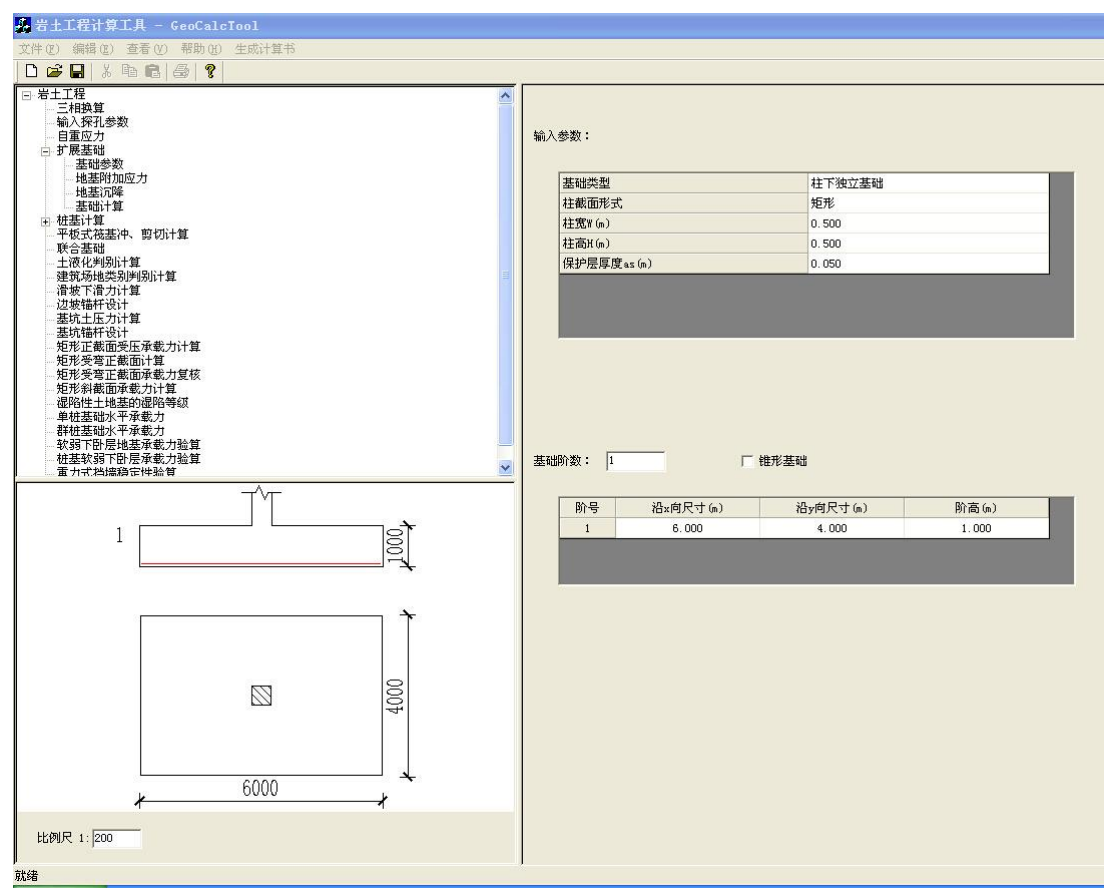 岩土工程计算工具 - GeoCalcTool
文件(F) 编辑(E) 查看(V) 帮助(H) 生成计算书
岩土工程
三相换算
输入探孔参数
自重应力
扩展基础
基础参数
地基附加应力
地基沉降
基础计算
桩基计算
平板式筏基冲、剪切计算
联合基础
土液化判别计算
建筑场地类别判别计算
滑坡下滑力计算
边坡锚杆设计
基坑土压力计算
基坑锚杆设计
矩形正截面受压承载力计算
矩形受弯正截面计算
矩形受弯正截面承载力复核
矩形斜截面承载力计算
湿陷性土地基的湿陷等级
单桩基础水平承载力
群桩基础水平承载力
软弱下卧层地基承载力验算
桩基软弱下卧层承载力验算
重力式挡墙稳定性验算
1
1000
4000
6000
比例尺 1: 200
就绪
输入参数：
基础类型 柱下独立基础
柱截面形式 矩形
柱宽W(m) 0.500
柱高H(m) 0.500
保护层厚度as(m) 0.050
基础阶数： 1 锥形基础
阶号 沿x向尺寸(m) 沿y向尺寸(m) 阶高(m)
1 6.000 4.000 1.000